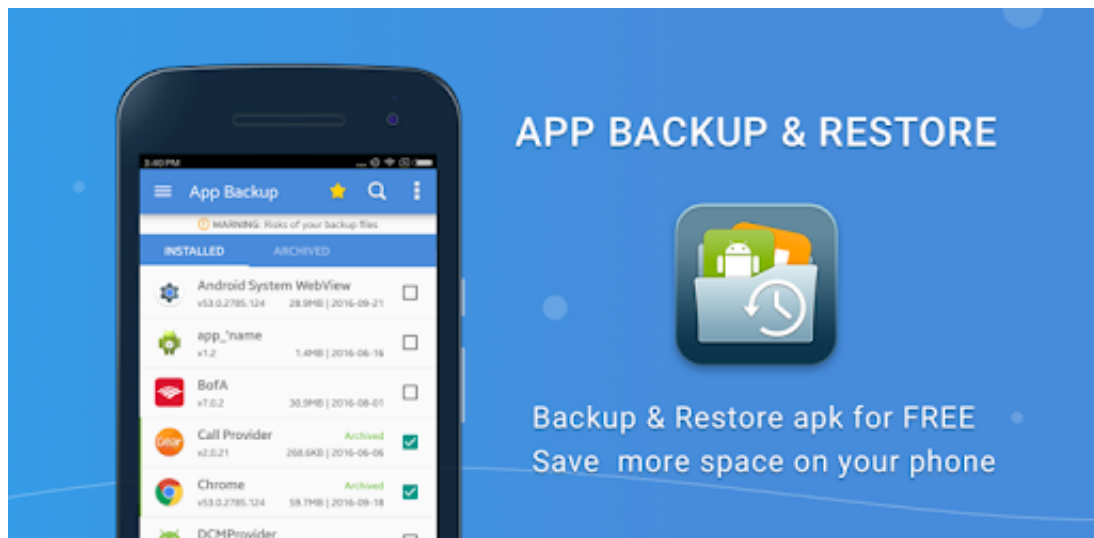 APP BACKUP & RESTORE
Backup & Restore apk for FREE
Save more space on your phone
3:40 PM
App Backup
WARNING: Risks of your backup files
INSTALLED ARCHIVED
Android System WebView
v53.0.2785.124 28.9MB | 2016-09-21
app_'name
v1.2 1.4MB | 2016-06-16
BofA
v7.0.2 30.9MB | 2016-08-01
Call Provider Archived
v2.0.21 268.6KB | 2016-06-06
Chrome Archived
v53.0.2785.124 59.7MB | 2016-09-18
DCMProvider